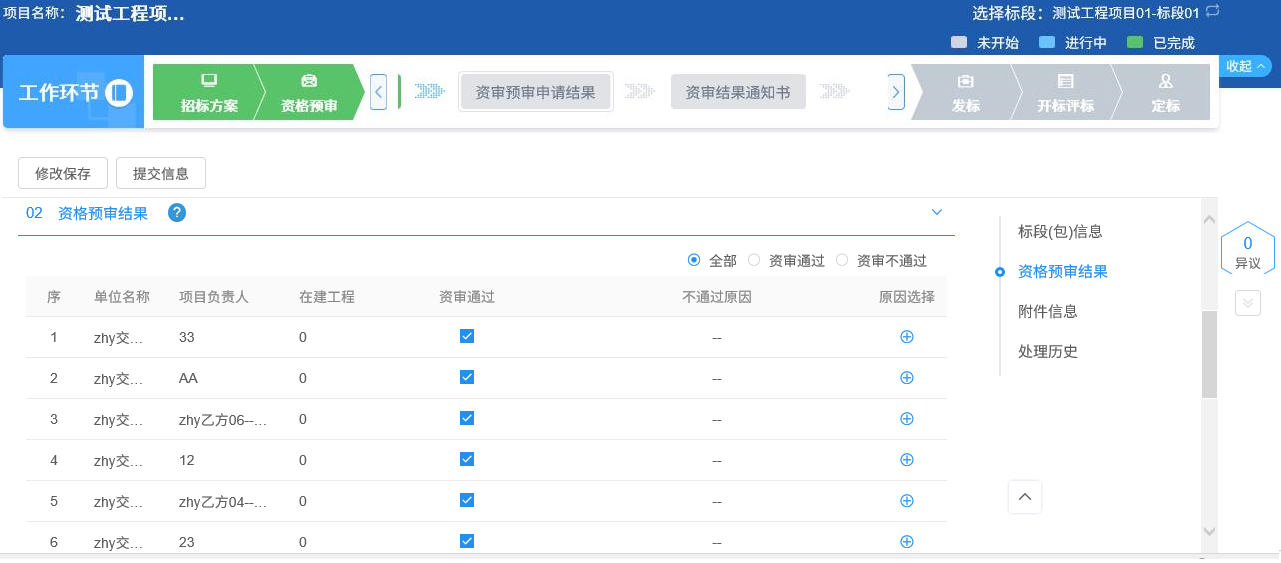 项目名称： 测试工程项... 选择标段：测试工程项目01-标段01
未开始 进行中 已完成
收起
工作环节 招标方案 资格预审 资审预审申请结果 资审结果通知书 发标 开标评标 定标
修改保存 提交信息
02 资格预审结果 ?
全部 资审通过 资审不通过
序 单位名称 项目负责人 在建工程 资审通过 不通过原因 原因选择
1 zhy交... 33 0 --
2 zhy交... AA 0 --
3 zhy交... zhy乙方06--... 0 --
4 zhy交... 12 0 --
5 zhy交... zhy乙方04--... 0 --
6 zhy交... 23 0 --
标段(包)信息
资格预审结果
附件信息
处理历史
0
异议